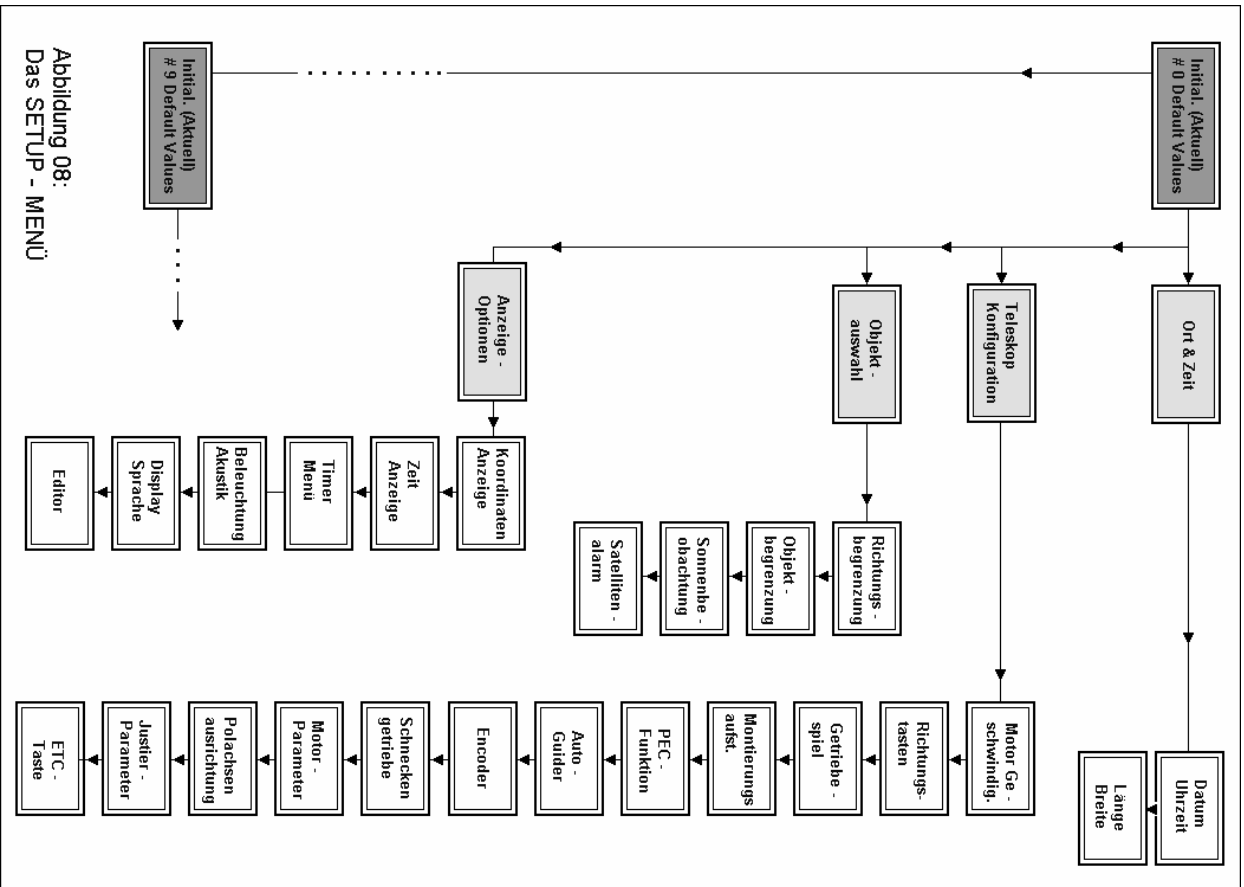 Initial. (Aktuell)
# 0 Default Values
Ort & Zeit
Datum
Uhrzeit
Länge
Breite
Teleskop
Konfiguration
Motor Ge -
schwindig.
Richtungs-
tasten
Getriebe -
spiel
Montierungs
aufst.
PEC -
Funktion
Auto -
Guider
Encoder
Schnecken
getriebe
Motor -
Parameter
Polachsen
ausrichtung
Justier -
Parameter
ETC -
Taste
Objekt -
auswahl
Richtungs -
begrenzung
Objekt -
begrenzung
Sonnenbe -
obachtung
Satelliten -
alarm
Anzeige -
Optionen
Koordinaten
Anzeige
Zeit
Anzeige
Timer
Menü
Beleuchtung
Akustik
Display
Sprache
Editor
Initial. (Aktuell)
# 9 Default Values
Abbildung 08:
Das SETUP - MENÜ